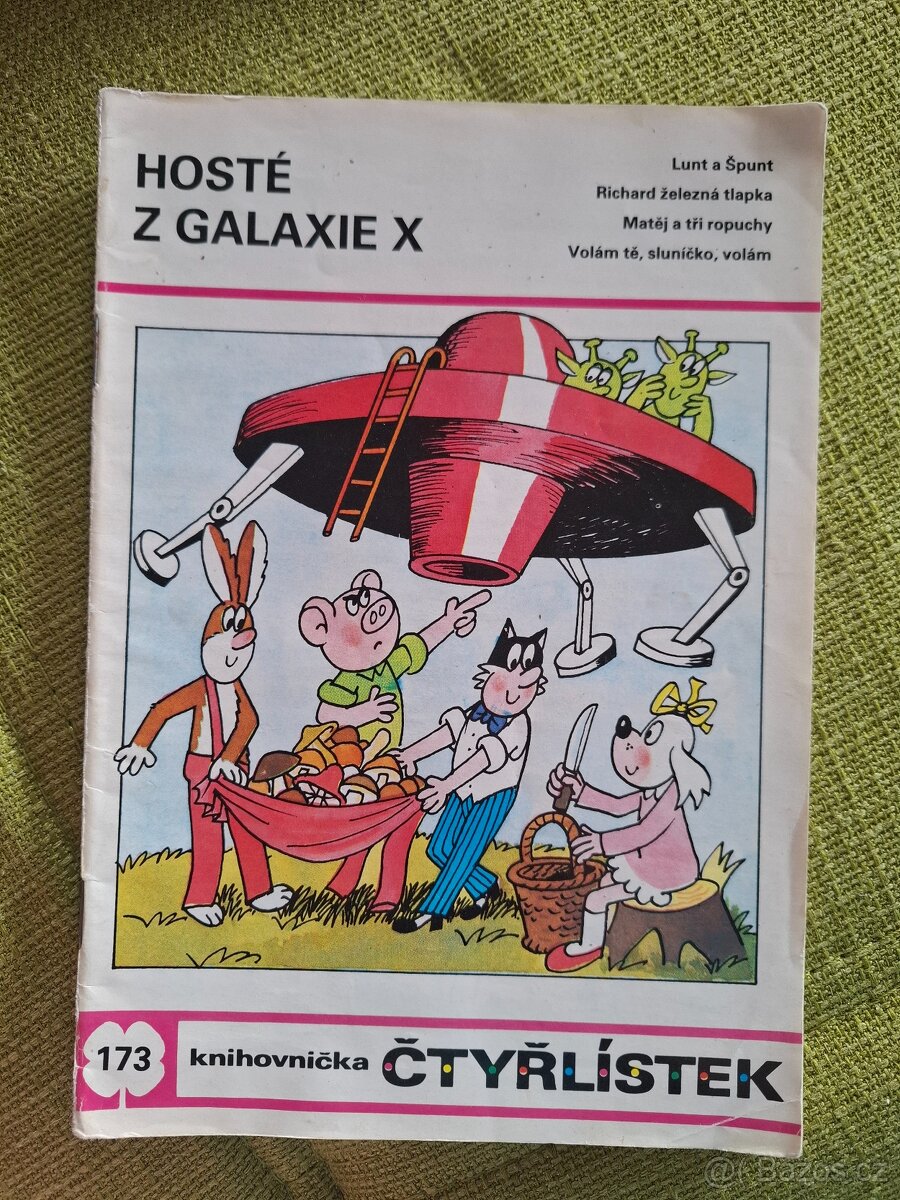 HOSTÉ
Z GALAXIE X
Lunt a Špunt
Richard železná tlapka
Matěj a tři ropuchy
Volám tě, sluníčko, volám
173
knihovnička ČTYŘLÍSTEK
Bazos.cz